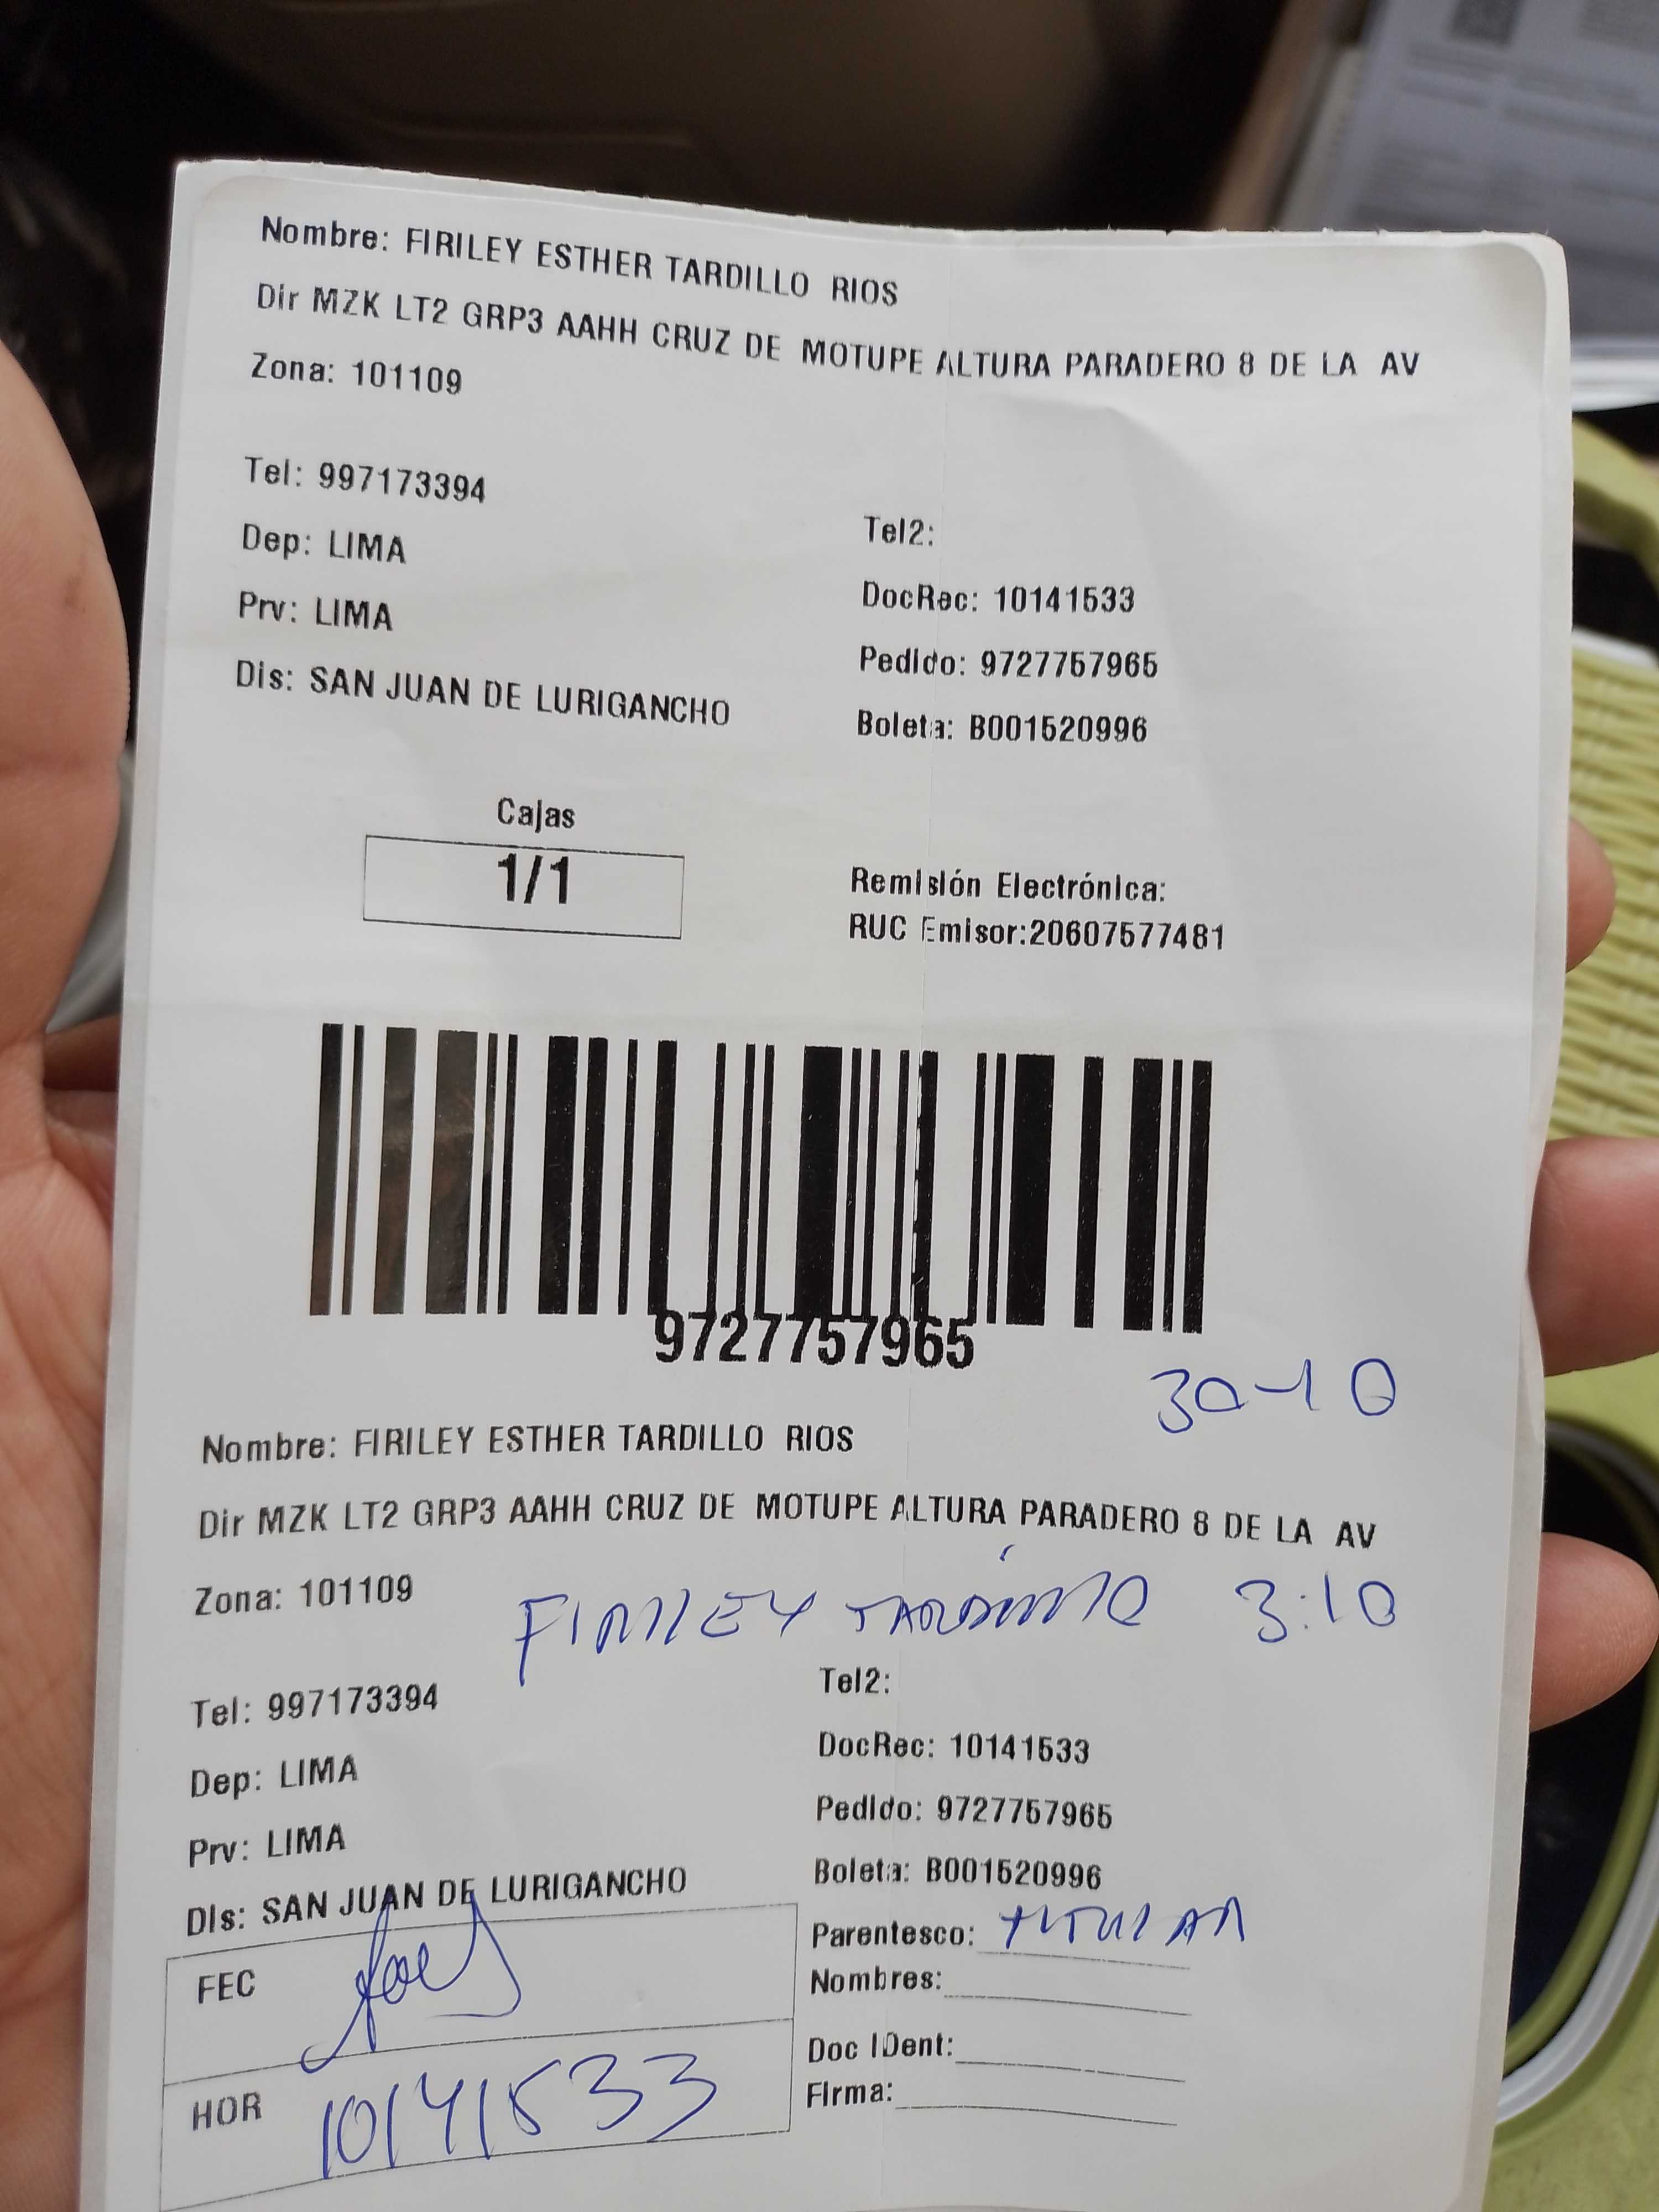 Nombre: FIRILEY ESTHER TARDILLO RIOS
Dir MZK LT2 GRP3 AAHH CRUZ DE MOTUPE ALTURA PARADERO 8 DE LA AV
Zona: 101109
Tel: 997173394
Tel2:
Dep: LIMA
DocRec: 10141533
Prv: LIMA
Pedido: 9727757965
Dis: SAN JUAN DE LURIGANCHO
Boleta: B001520996
Cajas
1/1
Remisión Electrónica:
RUC Emisor:20607577481
9727757965
30-10
Nombre: FIRILEY ESTHER TARDILLO RIOS
Dir MZK LT2 GRP3 AAHH CRUZ DE MOTUPE ALTURA PARADERO 8 DE LA AV
Zona: 101109
FIRILEY TARDILLO 3:10
Tel: 997173394
Tel2:
Dep: LIMA
DocRec: 10141533
Prv: LIMA
Pedido: 9727757965
Dis: SAN JUAN DE LURIGANCHO
Boleta: B001520996
Parentesco: TITULAR
FEC
Nombres:
Doc IDent:
HOR 10141533
Firma: